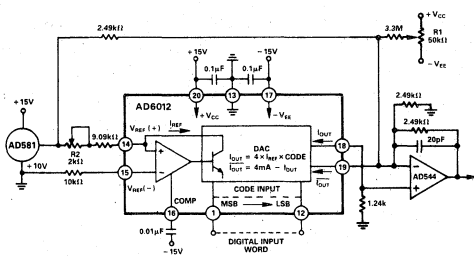 2.49kΩ
3.3M
+VCC
R1
50kΩ
-VEE
+15V
-15V
0.1µF
0.1µF
20
13
17
AD6012
+VCC
-VEE
2.49kΩ
2.49kΩ
20pF
+15V
AD581
R2
2kΩ
9.09kΩ
14
VREF(+)
IREF
DAC
IOUT = 4 x IREF x CODE
IOUT = 4mA - IOUT
IOUT
18
IOUT
19
AD544
+10V
10kΩ
15
VREF(-)
COMP
CODE INPUT
MSB → LSB
1.24k
16
1
12
0.01µF
-15V
DIGITAL INPUT
WORD